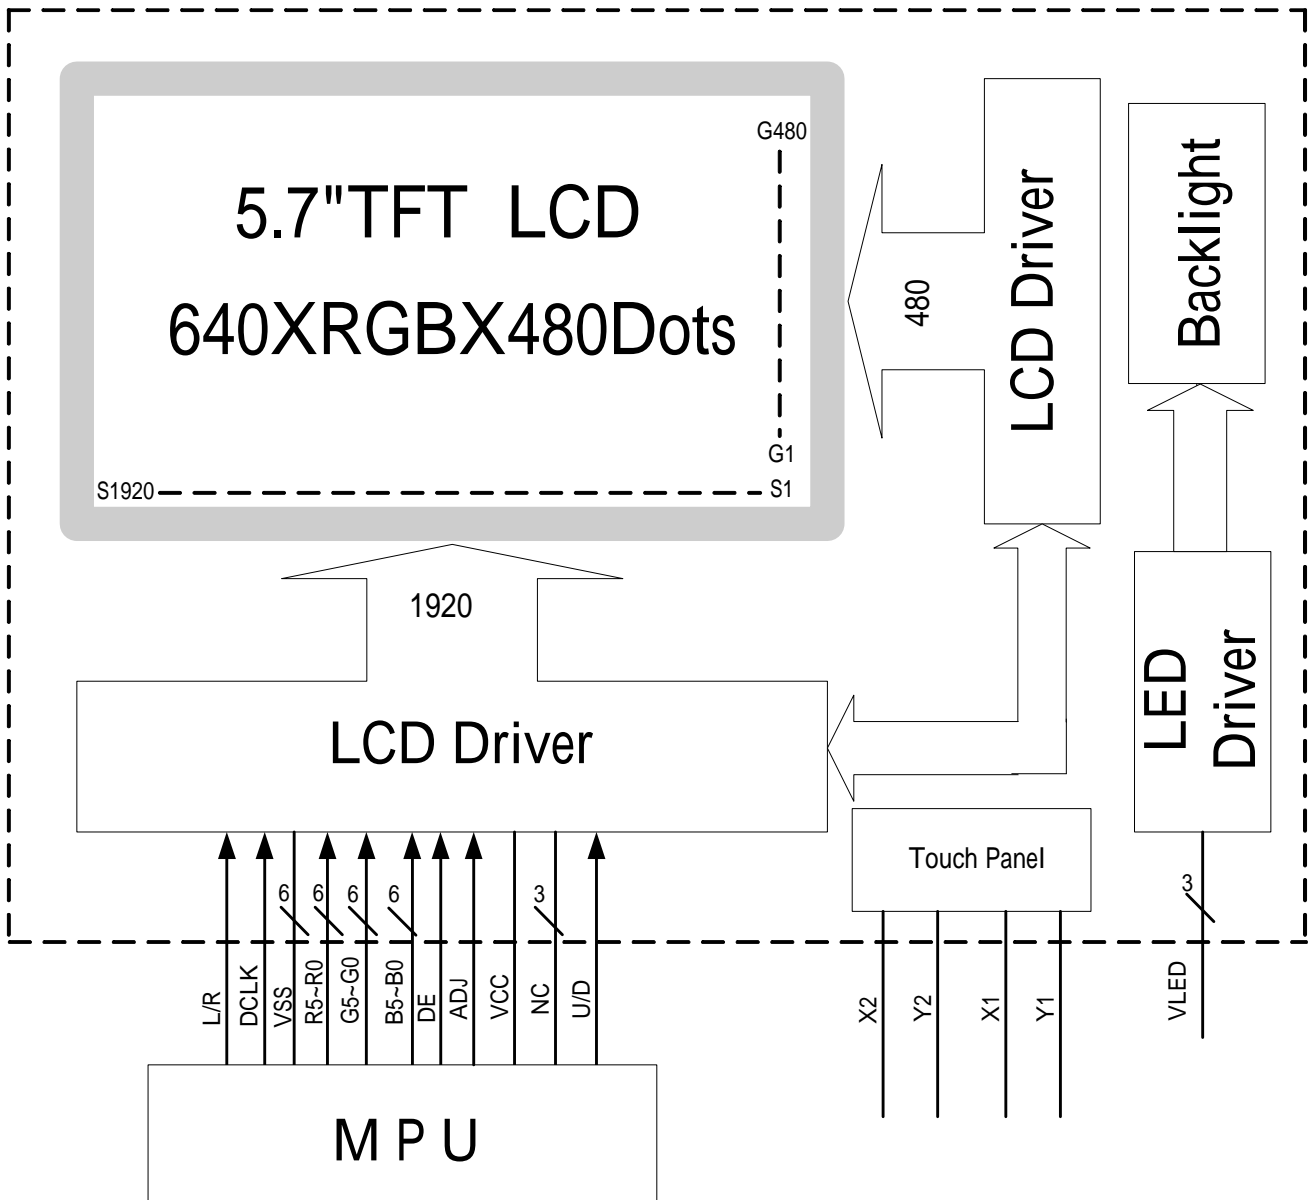 G480
5.7"TFT LCD
640XRGBX480Dots
G1
S1920
S1
480
LCD Driver
Backlight
1920
LCD Driver
LED
Driver
Touch Panel
6
6
6
6
3
3
L/R
DCLK
VSS
R5~R0
G5~G0
B5~B0
DE
ADJ
VCC
NC
U/D
X2
Y2
X1
Y1
VLED
M P U